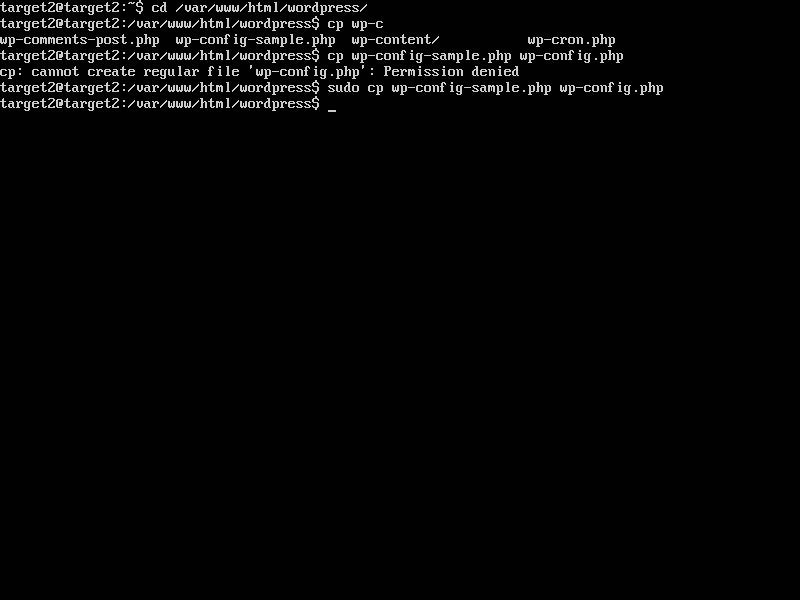 target2@target2:~$ cd /var/www/html/wordpress/
target2@target2:/var/www/html/wordpress$ cp wp-c
wp-comments-post.php  wp-config-sample.php  wp-content/           wp-cron.php
target2@target2:/var/www/html/wordpress$ cp wp-config-sample.php wp-config.php
cp: cannot create regular file 'wp-config.php': Permission denied
target2@target2:/var/www/html/wordpress$ sudo cp wp-config-sample.php wp-config.php
target2@target2:/var/www/html/wordpress$ _